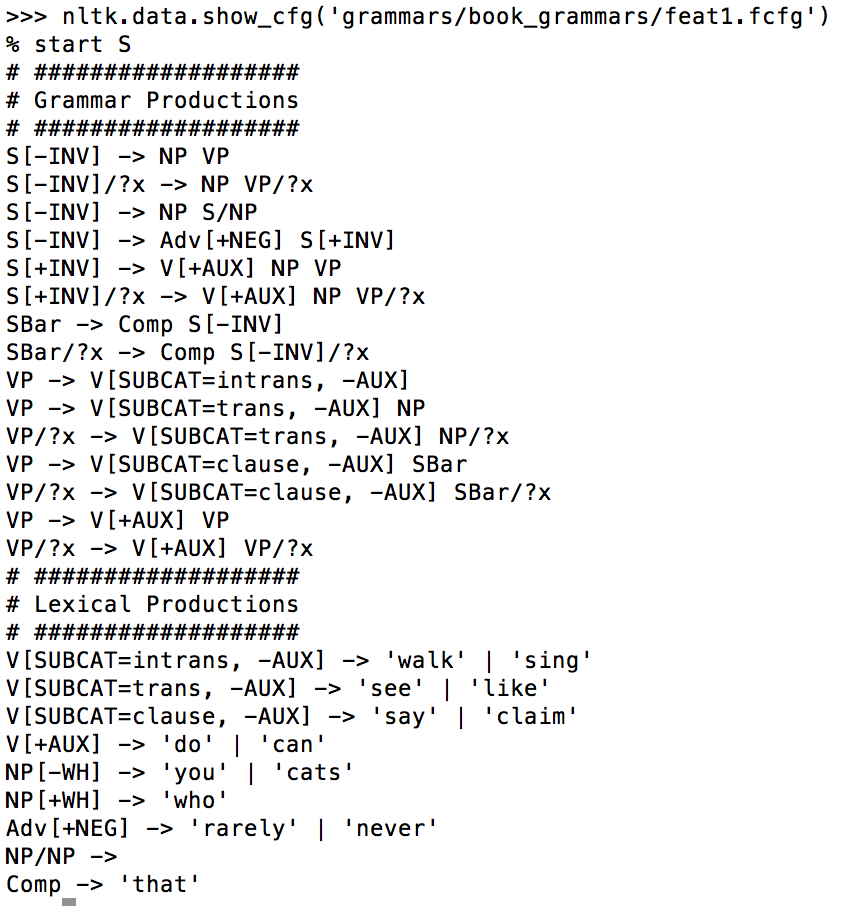 >>> nltk.data.show_cfg('grammars/book_grammars/feat1.fcfg')
% start S
# ###################
# Grammar Productions
# ###################
S[-INV] -> NP VP
S[-INV]/?x -> NP VP/?x
S[-INV] -> NP S/NP
S[-INV] -> Adv[+NEG] S[+INV]
S[+INV] -> V[+AUX] NP VP
S[+INV]/?x -> V[+AUX] NP VP/?x
SBar -> Comp S[-INV]
SBar/?x -> Comp S[-INV]/?x
VP -> V[SUBCAT=intrans, -AUX]
VP -> V[SUBCAT=trans, -AUX] NP
VP/?x -> V[SUBCAT=trans, -AUX] NP/?x
VP -> V[SUBCAT=clause, -AUX] SBar
VP/?x -> V[SUBCAT=clause, -AUX] SBar/?x
VP -> V[+AUX] VP
VP/?x -> V[+AUX] VP/?x
# ###################
# Lexical Productions
# ###################
V[SUBCAT=intrans, -AUX] -> 'walk' | 'sing'
V[SUBCAT=trans, -AUX] -> 'see' | 'like'
V[SUBCAT=clause, -AUX] -> 'say' | 'claim'
V[+AUX] -> 'do' | 'can'
NP[-WH] -> 'you' | 'cats'
NP[+WH] -> 'who'
Adv[+NEG] -> 'rarely' | 'never'
NP/NP ->
Comp -> 'that'